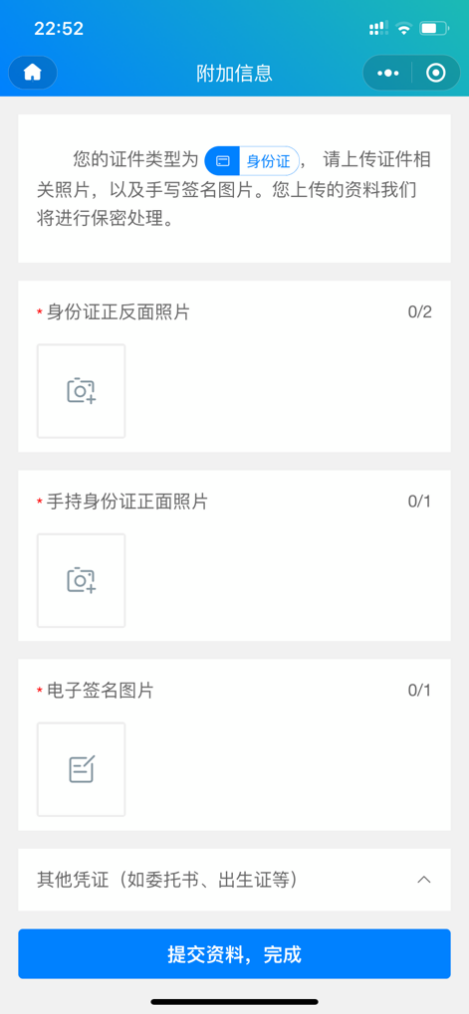 22:52
附加信息
您的证件类型为 身份证， 请上传证件相
关照片，以及手写签名图片。您上传的资料我们
将进行保密处理。
* 身份证正反面照片 0/2
* 手持身份证正面照片 0/1
* 电子签名图片 0/1
其他凭证（如委托书、出生证等）
提交资料，完成